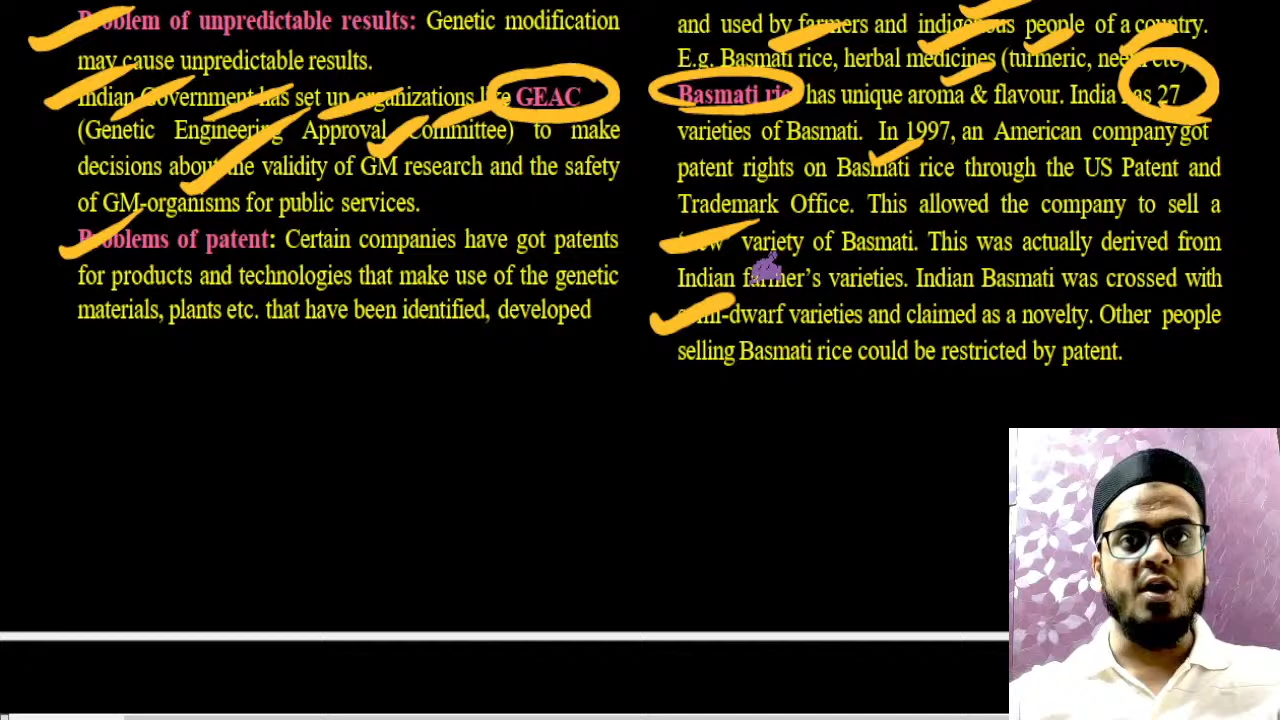 Problem of unpredictable results: Genetic modification
may cause unpredictable results.
Indian Government has set up organizations like GEAC
(Genetic Engineering Approval Committee) to make
decisions about the validity of GM research and the safety
of GM-organisms for public services.
Problems of patent: Certain companies have got patents
for products and technologies that make use of the genetic
materials, plants etc. that have been identified, developed
and used by farmers and indigenous people of a country.
E.g. Basmati rice, herbal medicines (turmeric, neem etc)
Basmati rice has unique aroma & flavour. India has 27
varieties of Basmati. In 1997, an American company got
patent rights on Basmati rice through the US Patent and
Trademark Office. This allowed the company to sell a
variety of Basmati. This was actually derived from
Indian farmer’s varieties. Indian Basmati was crossed with
semi-dwarf varieties and claimed as a novelty. Other people
selling Basmati rice could be restricted by patent.